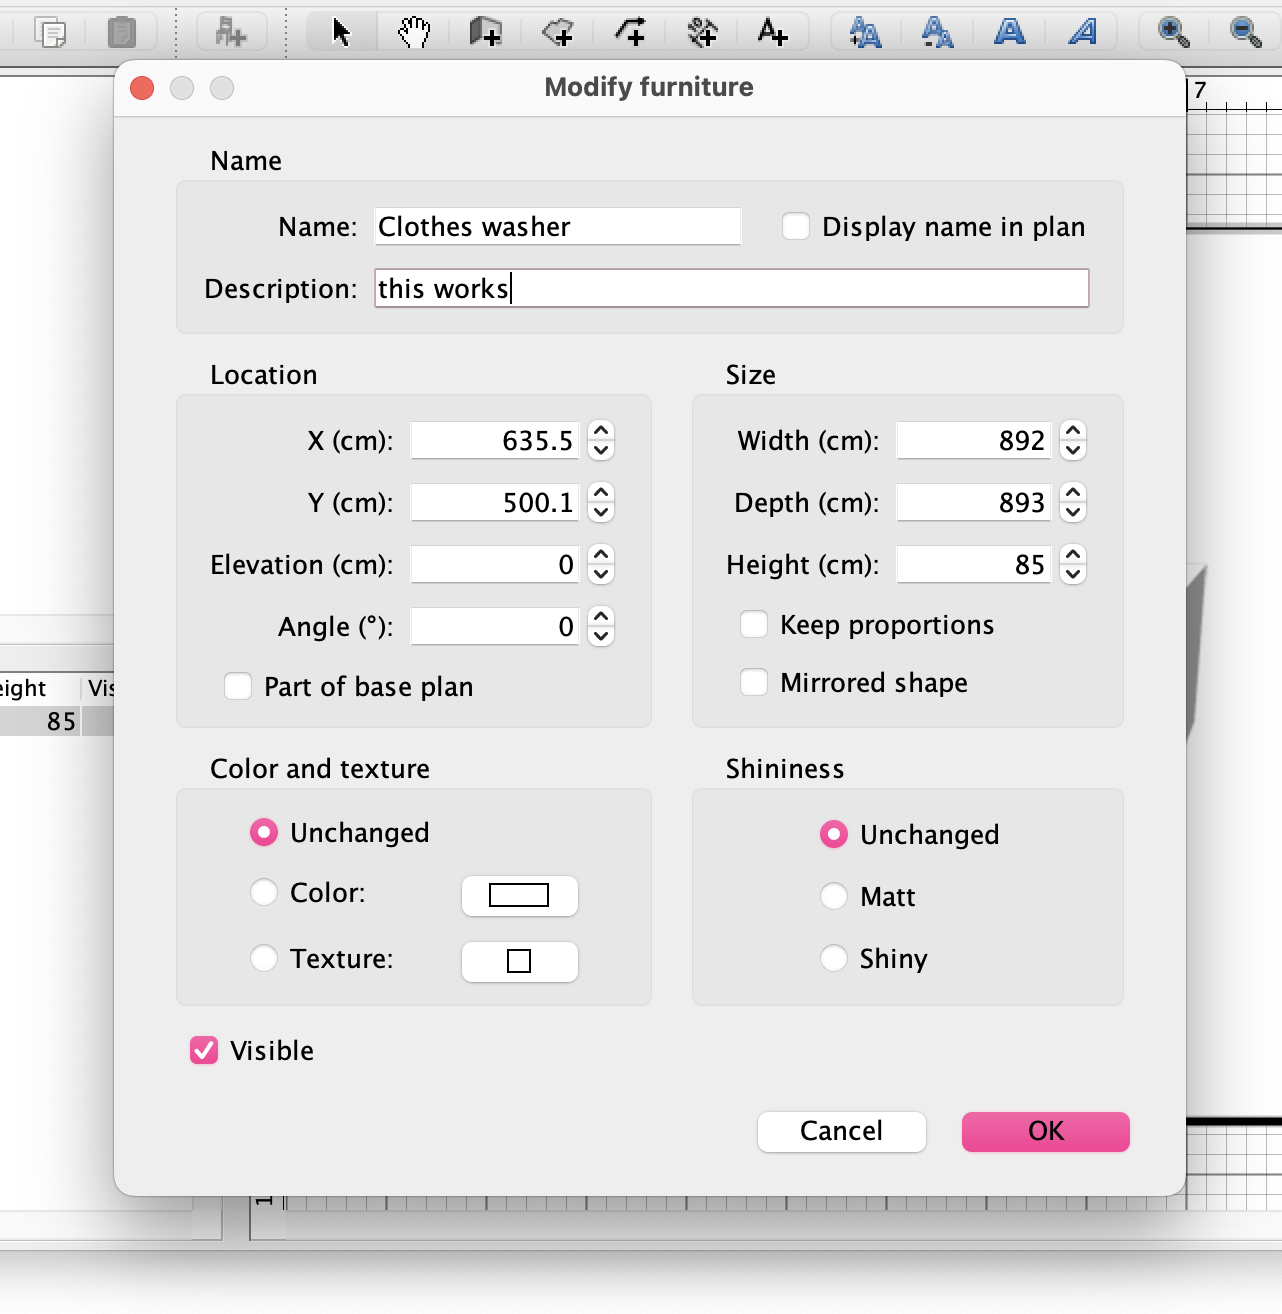 7
Modify furniture
Name
Name: Clothes washer Display name in plan
Description: this works
Location Size
X (cm): 635.5 Width (cm): 892
Y (cm): 500.1 Depth (cm): 893
Elevation (cm): 0 Height (cm): 85
Angle (°): 0 Keep proportions
Part of base plan Mirrored shape
eight Vis
85
Color and texture Shininess
Unchanged Unchanged
Color: Matt
Texture: Shiny
Visible
Cancel OK
1